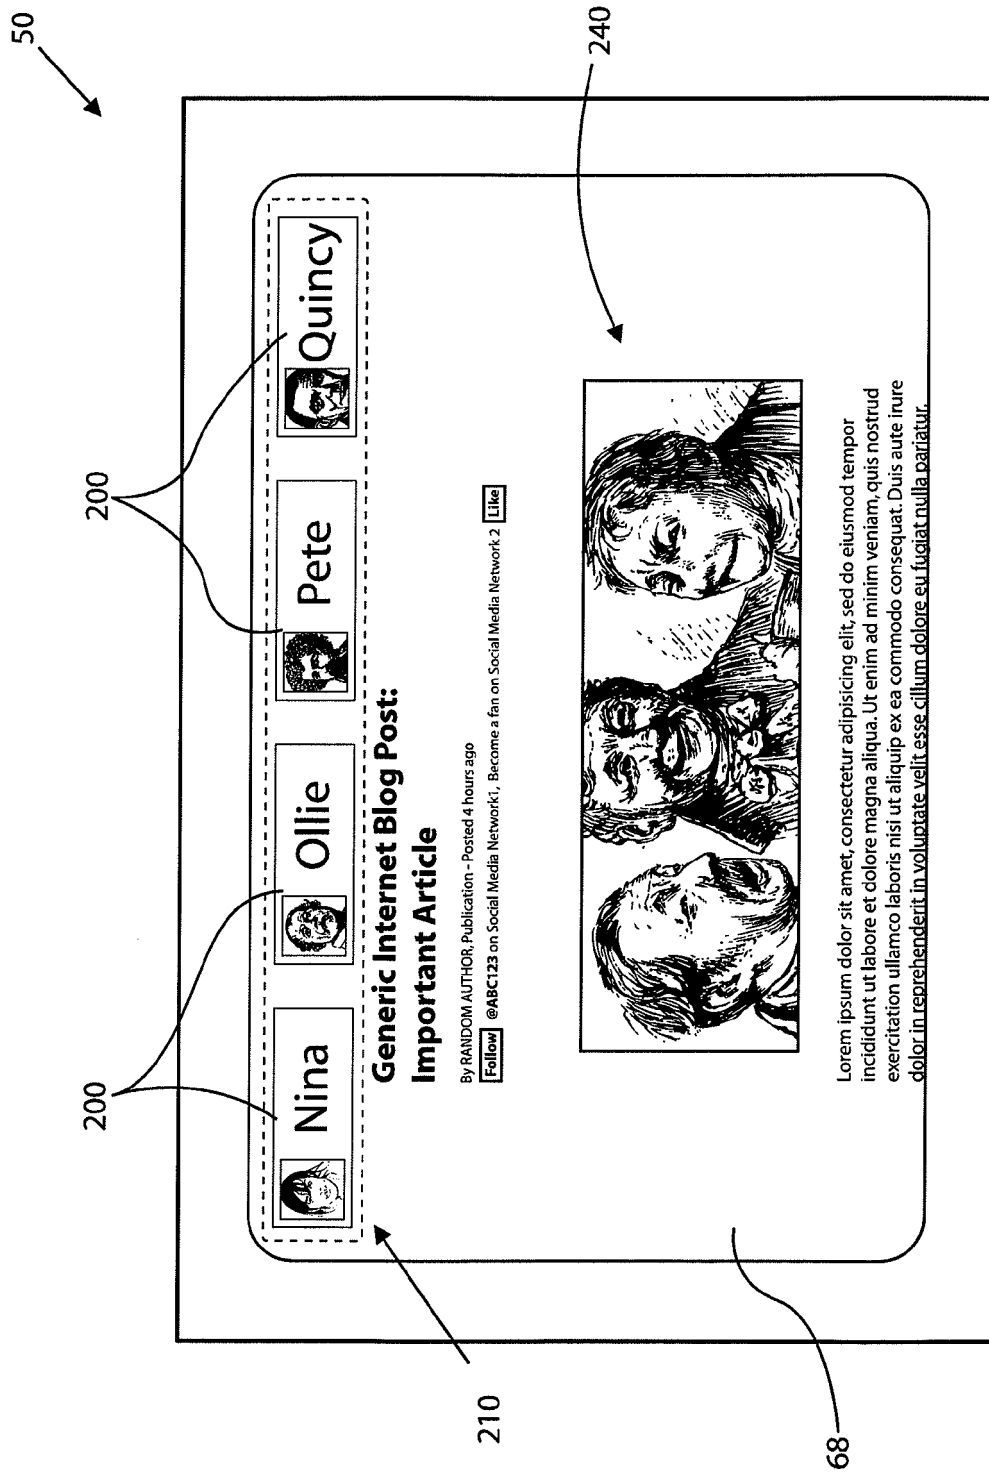 50
200
200
Nina
Ollie
Pete
Quincy
210
Generic Internet Blog Post:
Important Article
By RANDOM AUTHOR, Publication - Posted 4 hours ago
Follow @ABC123 on Social Media Network1, Become a fan on Social Media Network 2 Like
240
Lorem ipsum dolor sit amet, consectetur adipisicing elit, sed do eiusmod tempor
incididunt ut labore et dolore magna aliqua. Ut enim ad minim veniam, quis nostrud
exercitation ullamco laboris nisi ut aliquip ex ea commodo consequat. Duis aute irure
dolor in reprehenderit in voluptate velit esse cillum dolore eu fugiat nulla pariatur.
68